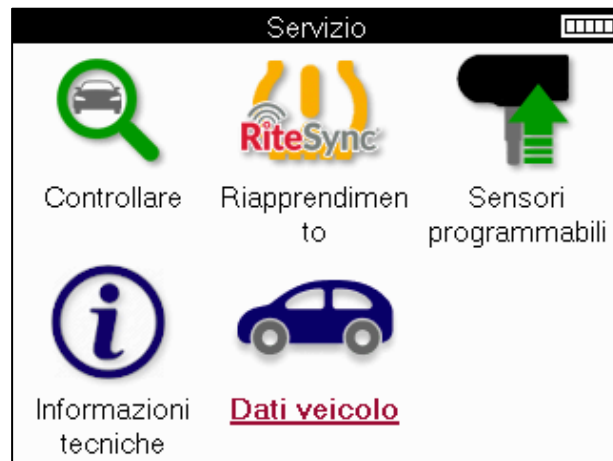 Servizio
RiteSync
Controllare
Riapprendimen
to
Sensori
programmabili
Informazioni
tecniche
Dati veicolo